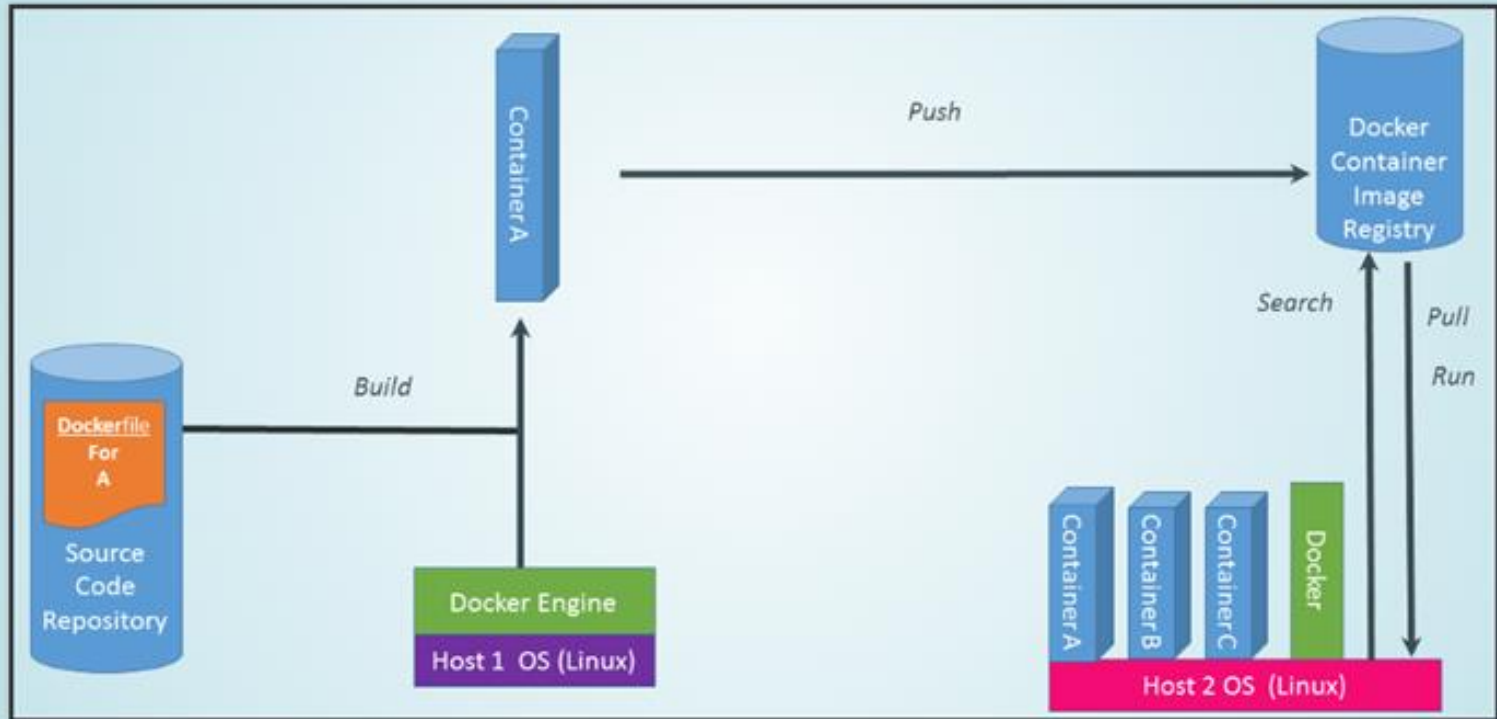 Container A
Push
Docker
Container
Image
Registry
Search
Pull
Run
Build
Dockerfile
For
A
Source
Code
Repository
Docker Engine
Host 1 OS (Linux)
Container A
Container B
Container C
Docker
Host 2 OS (Linux)